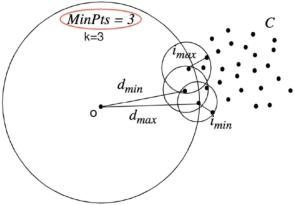 MinPts = 3
k=3
C
i_max
d_min
d_max
o
i_min